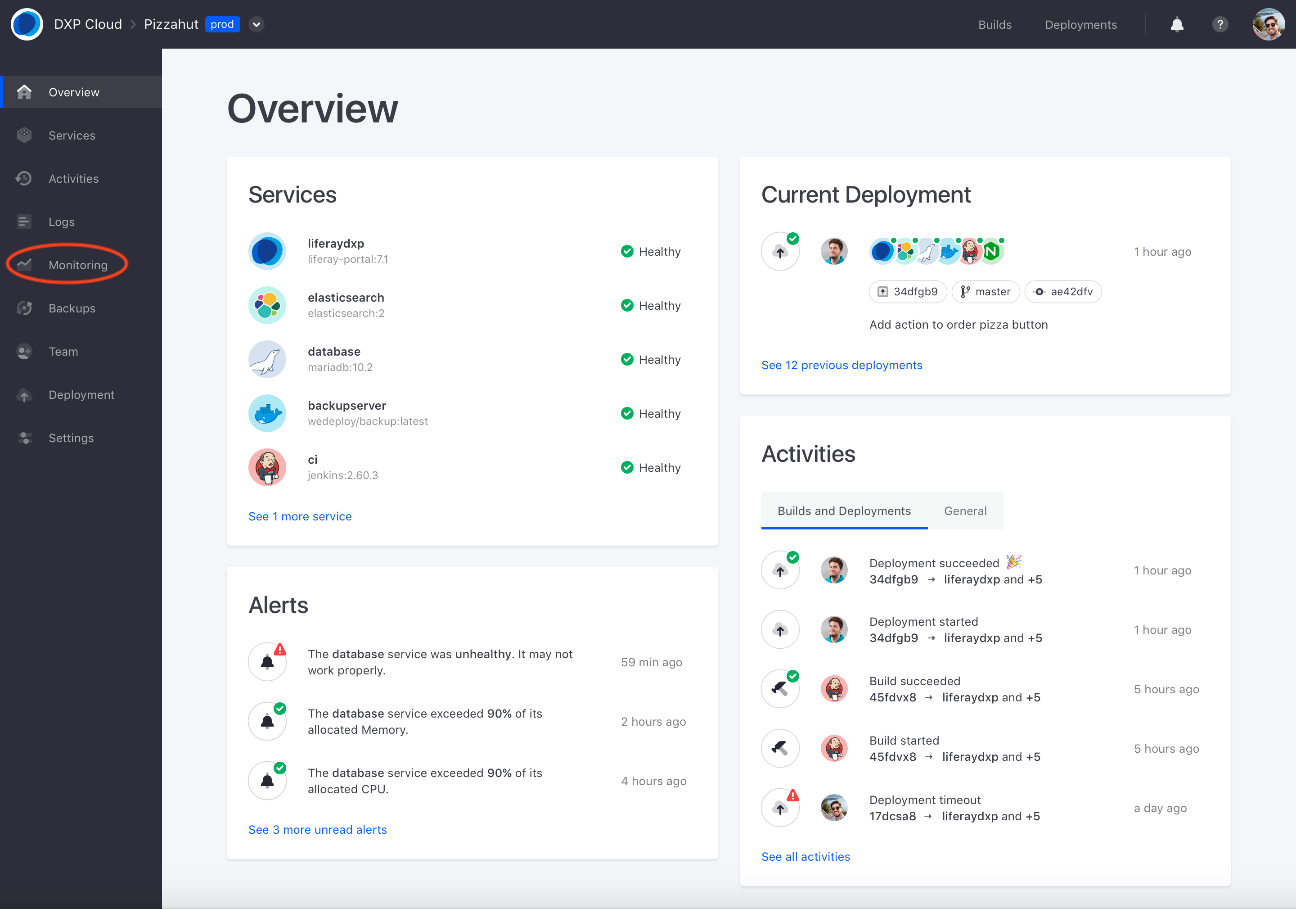 DXP Cloud > Pizzahut prod
Builds
Deployments
?
Overview
Services
Activities
Logs
Monitoring
Backups
Team
Deployment
Settings
Overview
Services
liferaydxp
liferay-portal:7.1
Healthy
elasticsearch
elasticsearch:2
Healthy
database
mariadb:10.2
Healthy
backupserver
wedeploy/backup:latest
Healthy
ci
jenkins:2.60.3
Healthy
See 1 more service
Alerts
The database service was unhealthy. It may not
work properly.
59 min ago
The database service exceeded 90% of its
allocated Memory.
2 hours ago
The database service exceeded 90% of its
allocated CPU.
4 hours ago
See 3 more unread alerts
Current Deployment
N
1 hour ago
34dfgb9
master
ae42dfv
Add action to order pizza button
See 12 previous deployments
Activities
Builds and Deployments
General
Deployment succeeded 🎉
34dfgb9 → liferaydxp and +5
1 hour ago
Deployment started
34dfgb9 → liferaydxp and +5
1 hour ago
Build succeeded
45fdvx8 → liferaydxp and +5
5 hours ago
Build started
45fdvx8 → liferaydxp and +5
5 hours ago
Deployment timeout
17dcsa8 → liferaydxp and +5
a day ago
See all activities